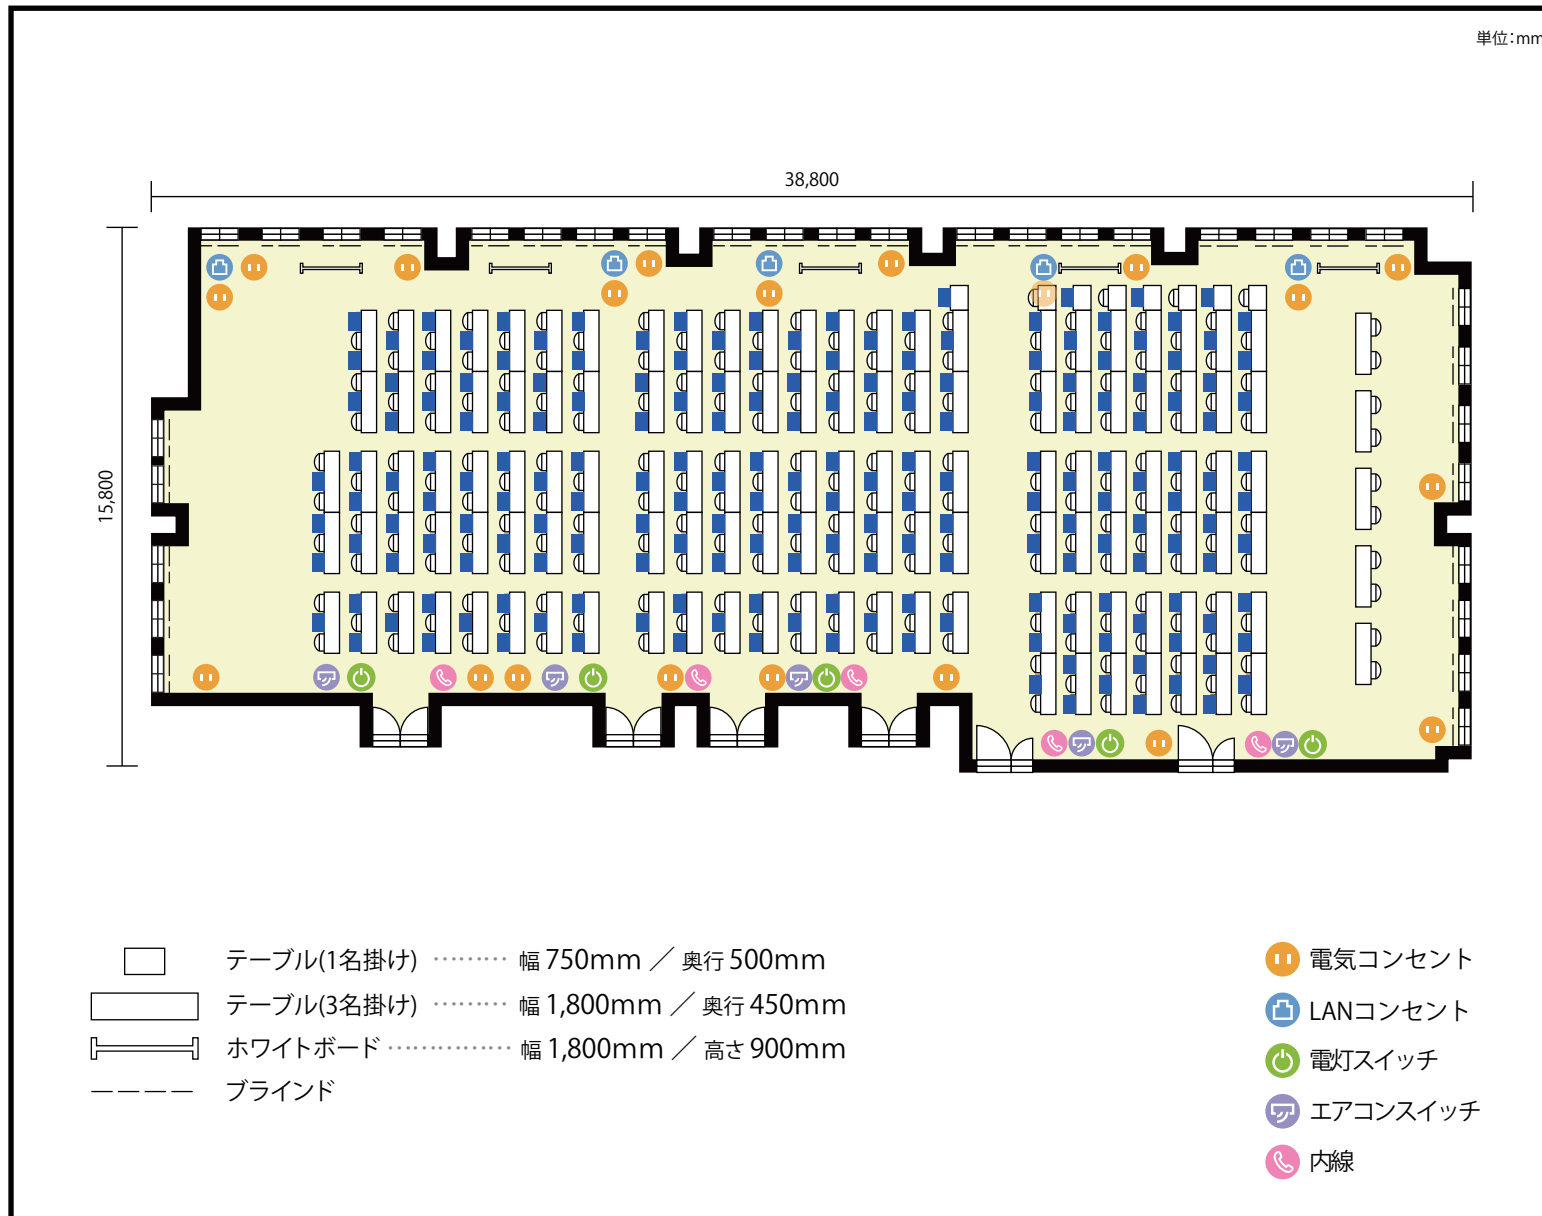 単位:mm
38,800
15,800
テーブル(1名掛け) ……… 幅 750mm ／ 奥行 500mm
テーブル(3名掛け) ……… 幅 1,800mm ／ 奥行 450mm
ホワイトボード …………… 幅 1,800mm ／ 高さ 900mm
ブラインド
電気コンセント
LANコンセント
電灯スイッチ
エアコンスイッチ
内線